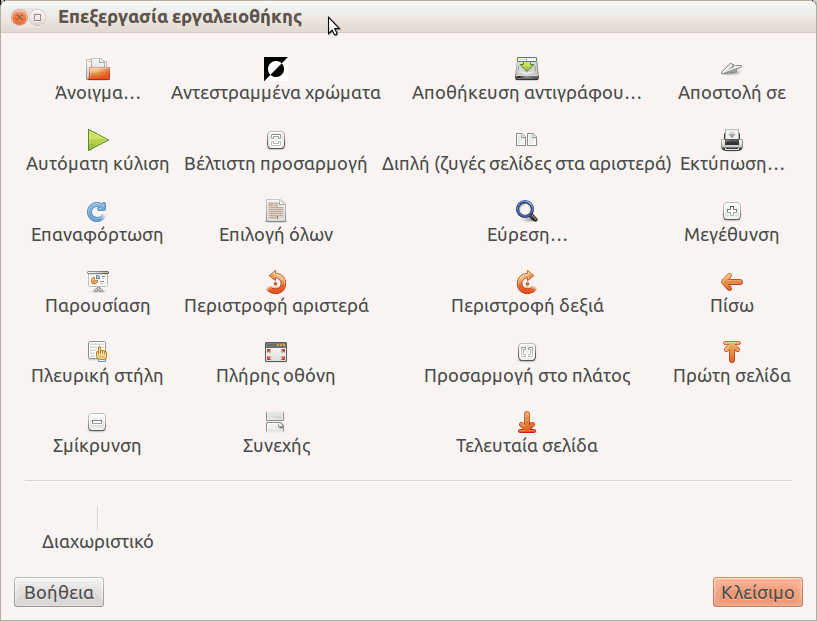 Επεξεργασία εργαλειοθήκης
Άνοιγμα… Αντεστραμμένα χρώματα Αποθήκευση αντιγράφου… Αποστολή σε
Αυτόματη κύλιση Βέλτιστη προσαρμογή Διπλή (ζυγές σελίδες στα αριστερά) Εκτύπωση…
Επαναφόρτωση Επιλογή όλων Εύρεση… Μεγέθυνση
Παρουσίαση Περιστροφή αριστερά Περιστροφή δεξιά Πίσω
Πλευρική στήλη Πλήρης οθόνη Προσαρμογή στο πλάτος Πρώτη σελίδα
Σμίκρυνση Συνεχής Τελευταία σελίδα
Διαχωριστικό
Βοήθεια Κλείσιμο